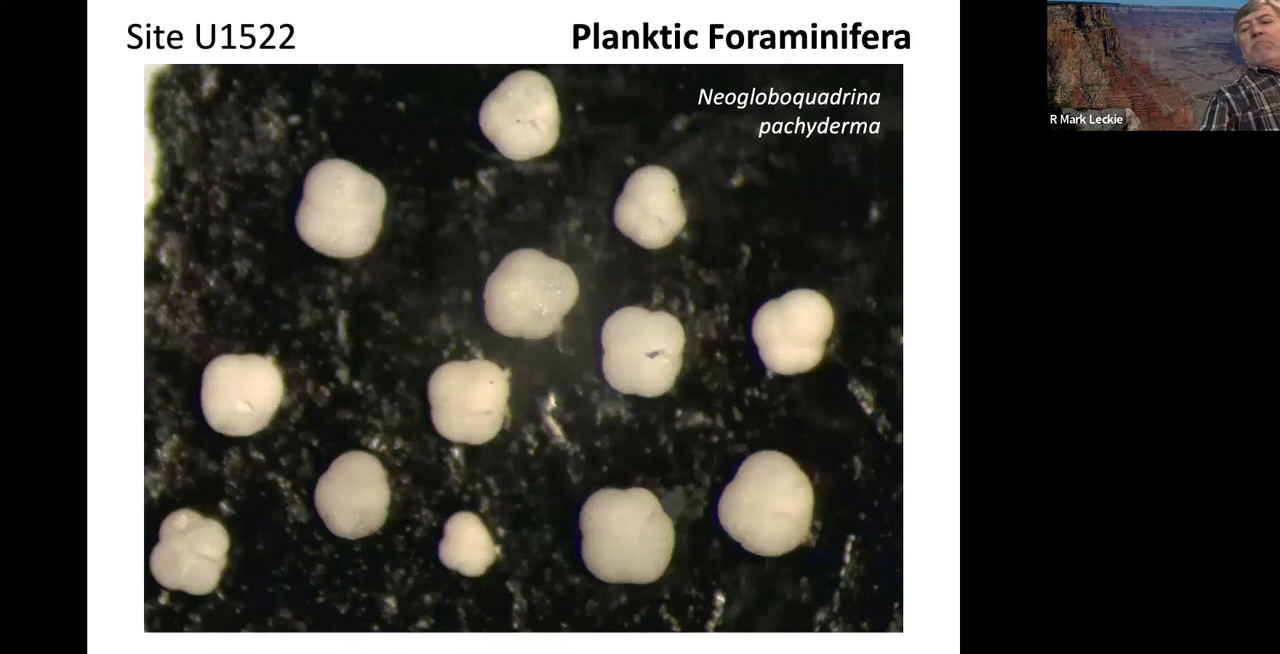 Site U1522
Planktic Foraminifera
Neogloboquadrina
pachyderma
R Mark Leckie